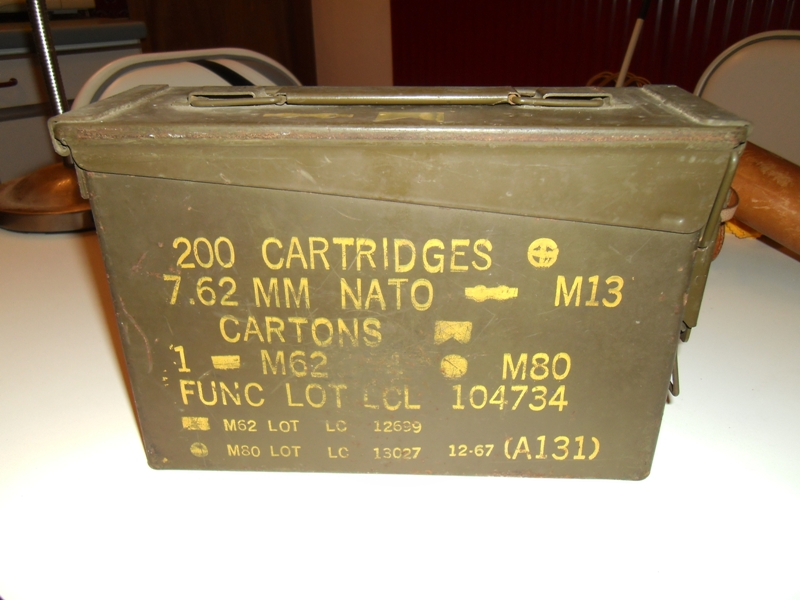 200 CARTRIDGES
7.62 MM NATO M13
CARTONS
1 M62 4 M80
FUNC LOT LCL 104734
M62 LOT LC 12699
M80 LOT LC 13027 12-67 (A131)